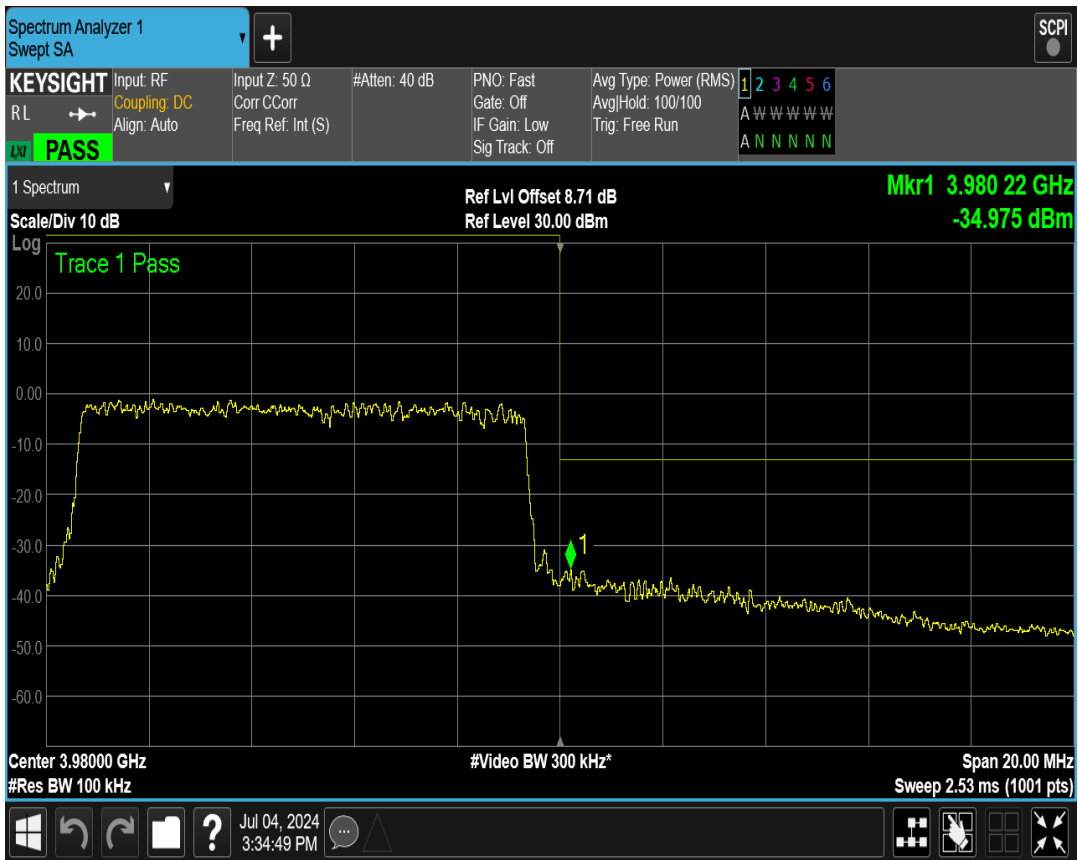 Spectrum Analyzer 1
Swept SA
SCPI
KEYSIGHT
RL
LXI PASS
Input: RF
Coupling: DC
Align: Auto
Input Z: 50 Ω
Corr CCorr
Freq Ref: Int (S)
#Atten: 40 dB
PNO: Fast
Gate: Off
IF Gain: Low
Sig Track: Off
Avg Type: Power (RMS)
Avg|Hold: 100/100
Trig: Free Run
1 2 3 4 5 6
A W W W W W
A N N N N N
1 Spectrum
Scale/Div 10 dB
Ref Lvl Offset 8.71 dB
Ref Level 30.00 dBm
Mkr1 3.980 22 GHz
-34.975 dBm
Log
Trace 1 Pass
20.0
10.0
0.00
-10.0
-20.0
-30.0
-40.0
-50.0
-60.0
1
Center 3.98000 GHz
#Res BW 100 kHz
#Video BW 300 kHz*
Span 20.00 MHz
Sweep 2.53 ms (1001 pts)
?
Jul 04, 2024
3:34:49 PM